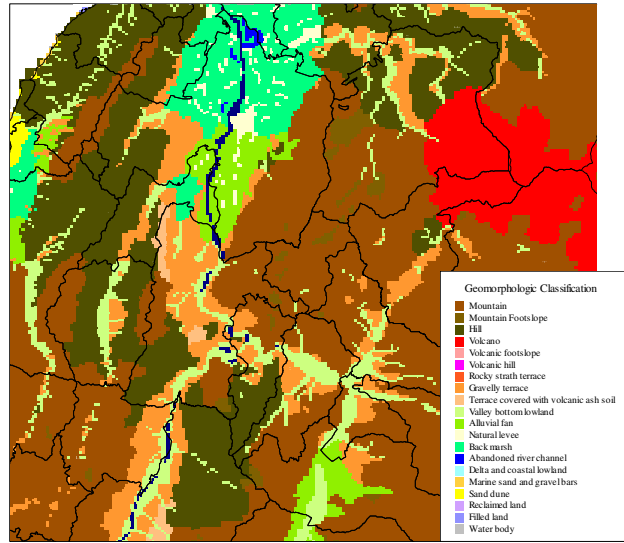 Geomorphologic Classification
Mountain
Mountain Footslope
Hill
Volcano
Volcanic footslope
Volcanic hill
Rocky strath terrace
Gravelly terrace
Terrace covered with volcanic ash soil
Valley bottom lowland
Alluvial fan
Natural levee
Back marsh
Abandoned river channel
Delta and coastal lowland
Marine sand and gravel bars
Sand dune
Reclaimed land
Filled land
Water body